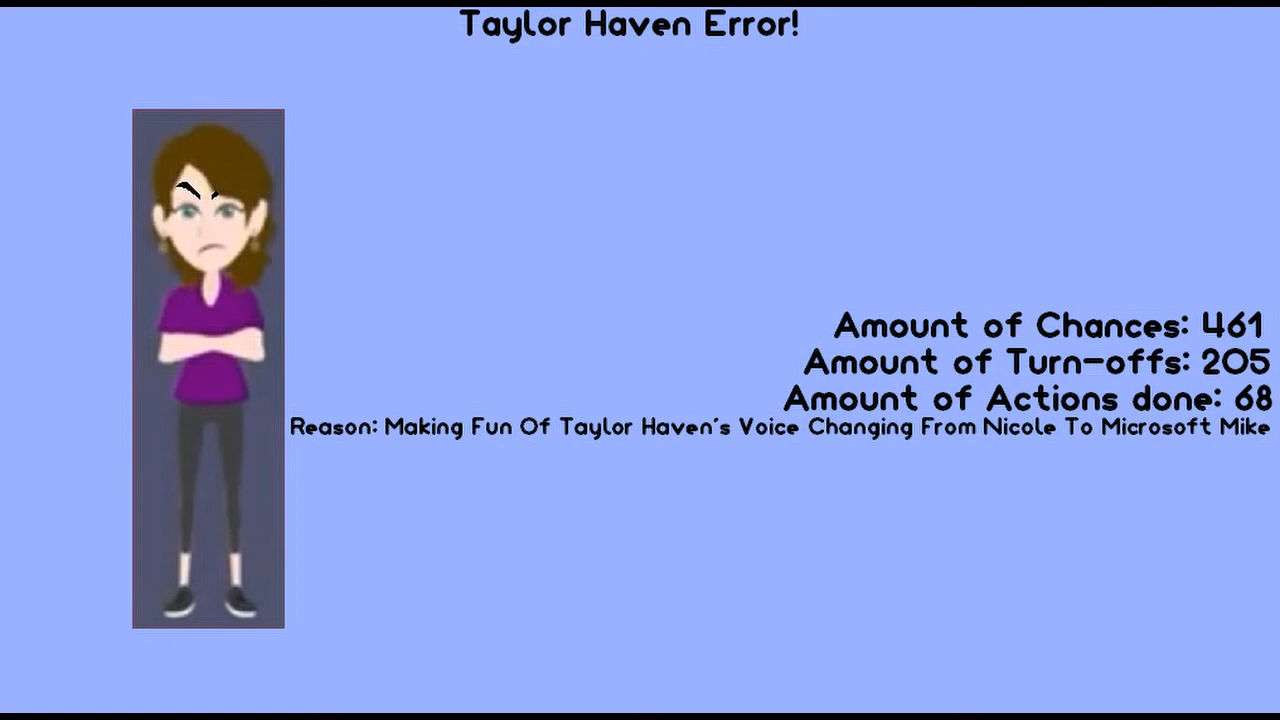 Taylor Haven Error!
Amount of Chances: 461
Amount of Turn-offs: 205
Amount of Actions done: 68
Reason: Making Fun Of Taylor Haven's Voice Changing From Nicole To Microsoft Mike